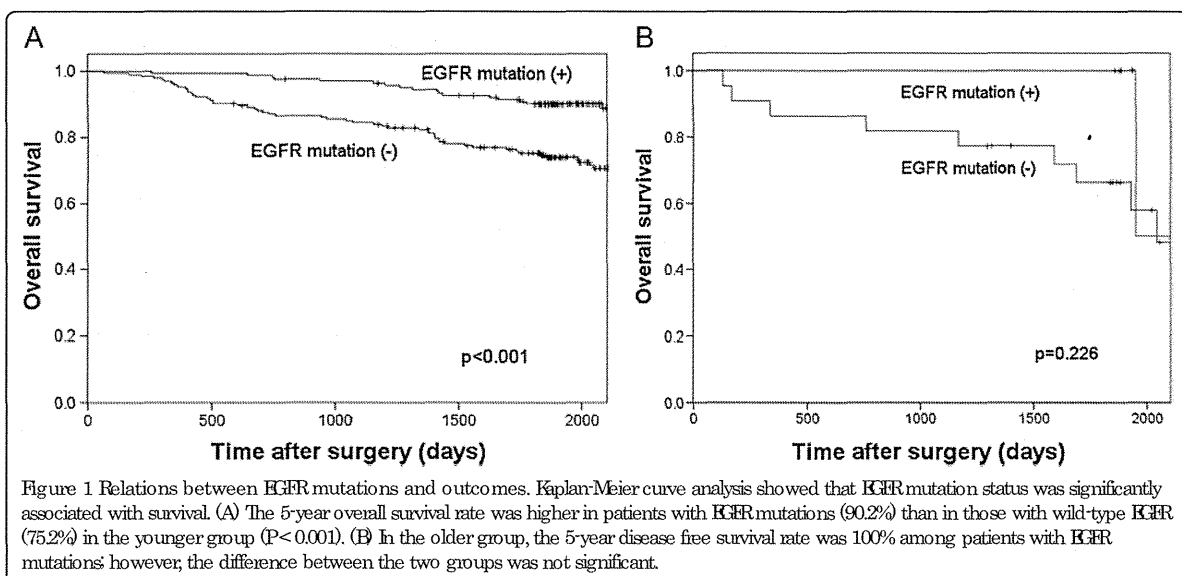 A
B
1.0
0.8
0.6
0.4
0.2
0.0
Overall survival
EGFR mutation (+)
EGFR mutation (-)
p<0.001
0
500
1000
1500
2000
Time after surgery (days)
1.0
0.8
0.6
0.4
0.2
0.0
Overall survival
EGFR mutation (+)
EGFR mutation (-)
p=0.226
0
500
1000
1500
2000
Time after surgery (days)
Figure 1 Relations between EGFR mutations and outcomes. Kaplan-Meier curve analysis showed that EGFR mutation status was significantly
associated with survival. (A) The 5-year overall survival rate was higher in patients with EGFR mutations (90.2%) than in those with wild-type EGFR
(75.2%) in the younger group (P< 0.001). (B) In the older group, the 5-year disease free survival rate was 100% among patients with EGFR
mutations; however, the difference between the two groups was not significant.